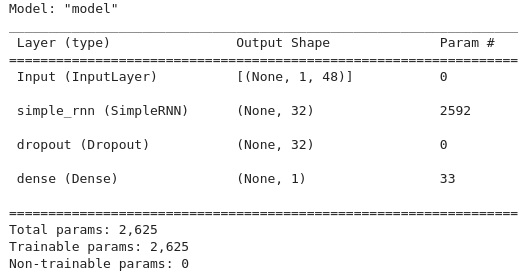 Model: "model"
Layer (type) Output Shape Param #
=================================================================
Input (InputLayer) [(None, 1, 48)] 0
simple_rnn (SimpleRNN) (None, 32) 2592
dropout (Dropout) (None, 32) 0
dense (Dense) (None, 1) 33
=================================================================
Total params: 2,625
Trainable params: 2,625
Non-trainable params: 0